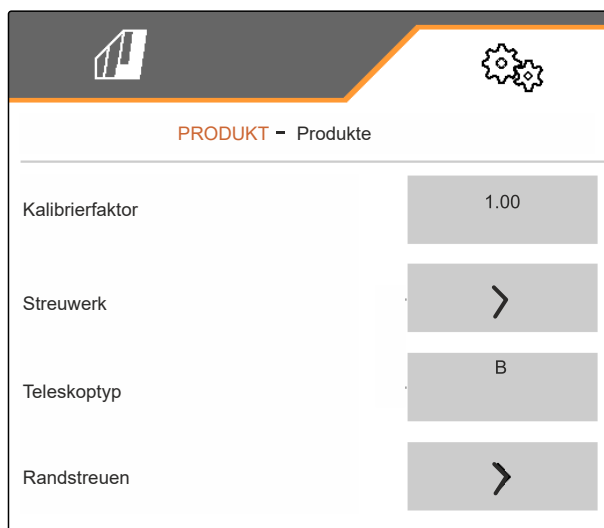 PRODUKT - Produkte
Kalibrierfaktor
1.00
Streuwerk
Teleskoptyp
B
Randstreuen